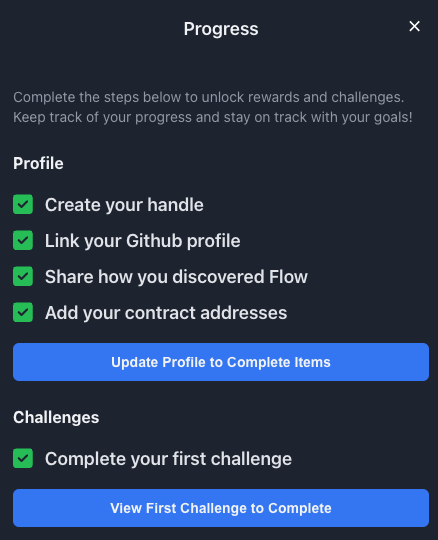 Progress
Complete the steps below to unlock rewards and challenges.
Keep track of your progress and stay on track with your goals!
Profile
Create your handle
Link your Github profile
Share how you discovered Flow
Add your contract addresses
Update Profile to Complete Items
Challenges
Complete your first challenge
View First Challenge to Complete